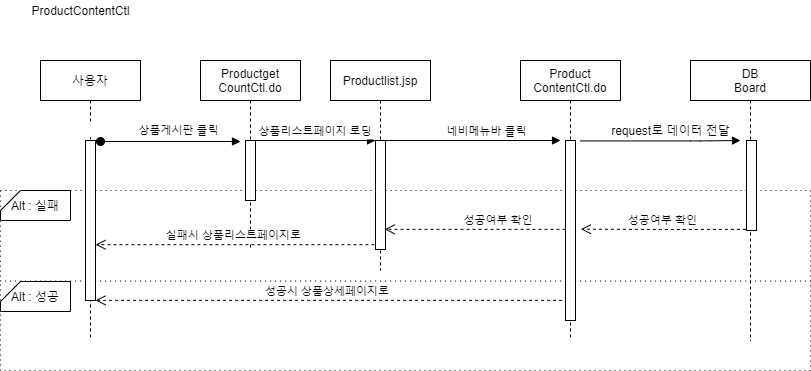 ProductContentCtl
사용자
Productget
CountCtl.do
Productlist.jsp
Product
ContentCtl.do
DB
Board
상품게시판 클릭
상품리스트페이지 로딩
네비메뉴바 클릭
request로 데이터 전달
Alt : 실패
성공여부 확인
성공여부 확인
실패시 상품리스트페이지로
Alt : 성공
성공시 상품상세페이지로